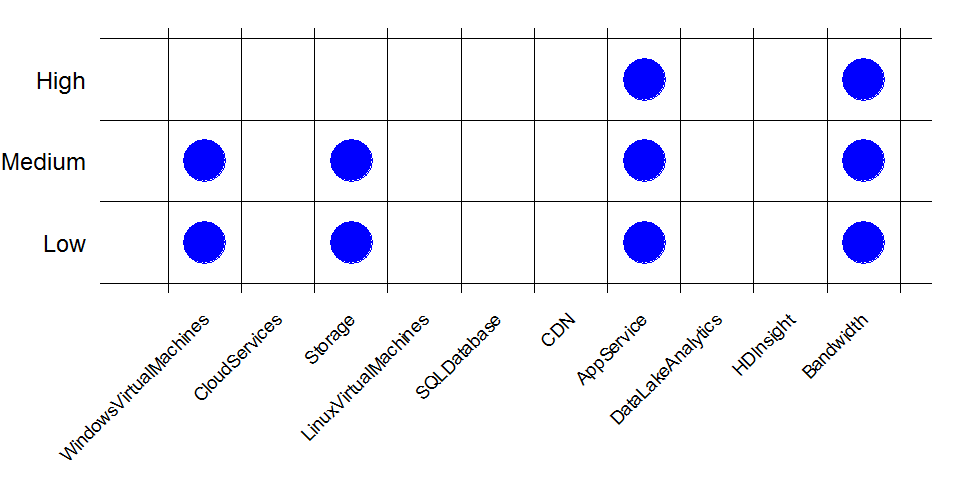 High
Medium
Low
WindowsVirtualMachines
CloudServices
Storage
LinuxVirtualMachines
SQLDatabase
CDN
AppService
DataLakeAnalytics
HDInsight
Bandwidth